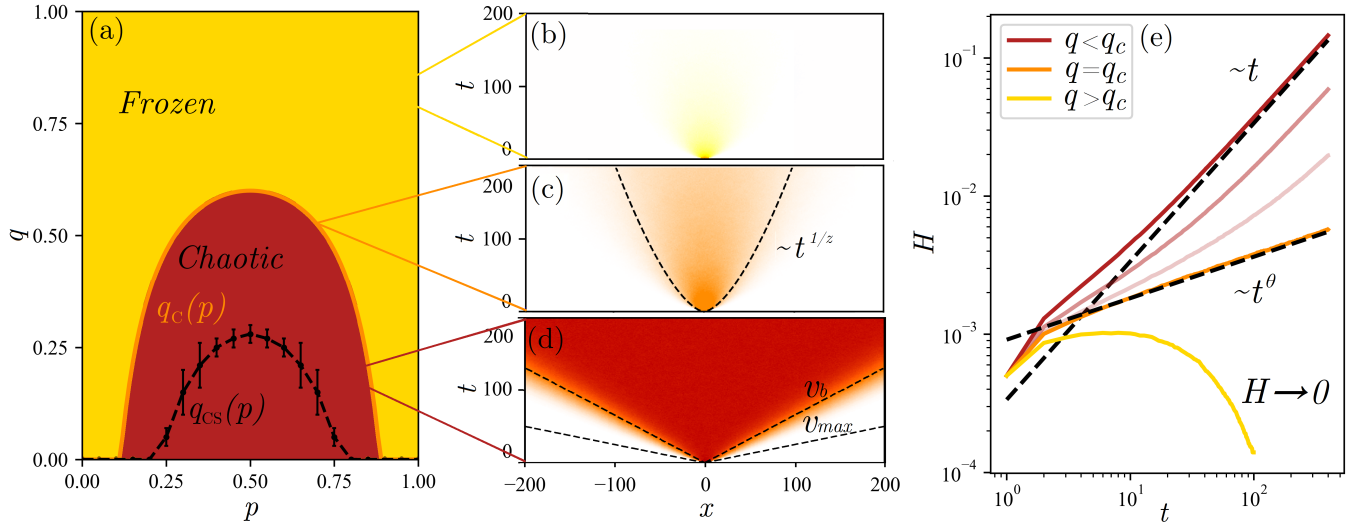 (a)
1.00
0.75
0.50
0.25
0.00
q
Frozen
Chaotic
q_C(p)
q_CS(p)
0.00 0.25 0.50 0.75 1.00
p
(b)
200
100
0
t
(c)
200
100
0
t
~t^{1/z}
(d)
200
100
0
t
v_b
v_max
−200 −100 0 100 200
x
(e)
q<q_c
q=q_c
q>q_c
~t
~t^θ
H→0
10^{−1}
10^{−2}
10^{−3}
10^{−4}
H
10^0 10^1 10^2
t